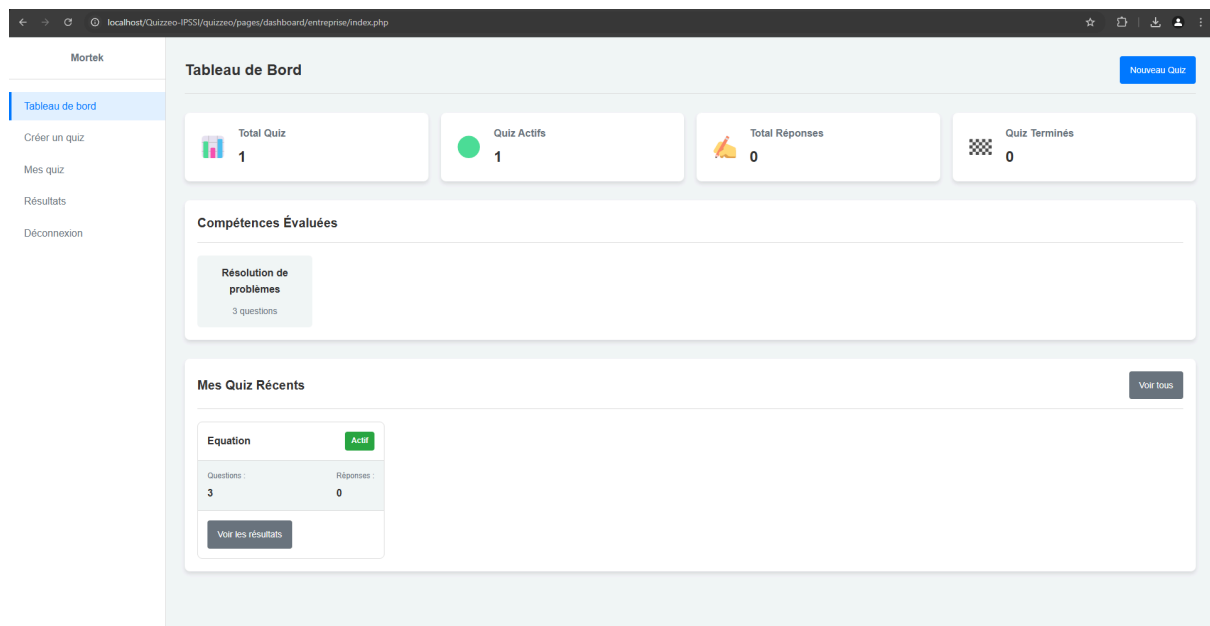 localhost/Quizzeo-IPSSI/quizzeo/pages/dashboard/entreprise/index.php
Mortek
Tableau de bord
Créer un quiz
Mes quiz
Résultats
Déconnexion
Tableau de Bord
Nouveau Quiz
Total Quiz
1
Quiz Actifs
1
Total Réponses
0
Quiz Terminés
0
Compétences Évaluées
Résolution de
problèmes
3 questions
Mes Quiz Récents
Voir tous
Equation
Actif
Questions :
3
Réponses :
0
Voir les résultats